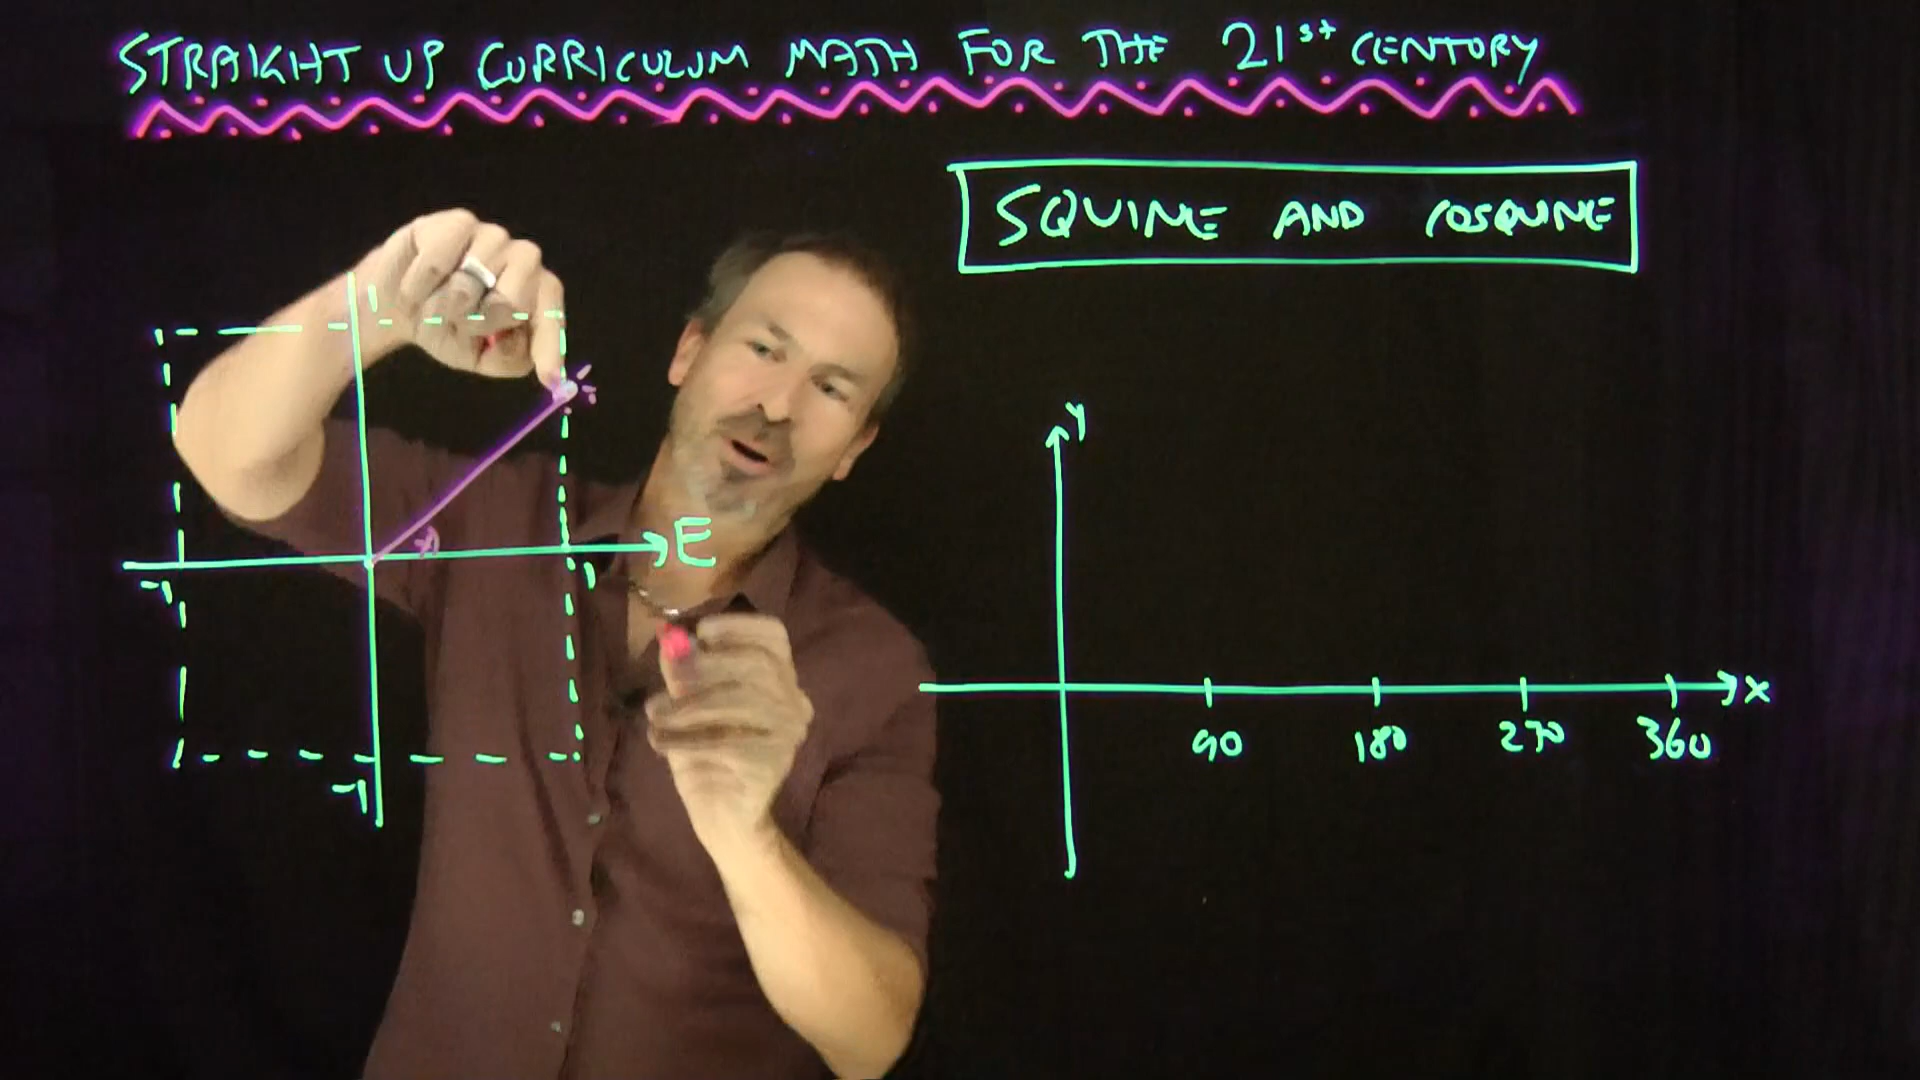 STRAIGHT UP CURRICULUM MATH FOR THE 21st CENTURY
SQUINE AND COSQUINE
1
E
-1
1
-1
x
y
x
90 180 270 360